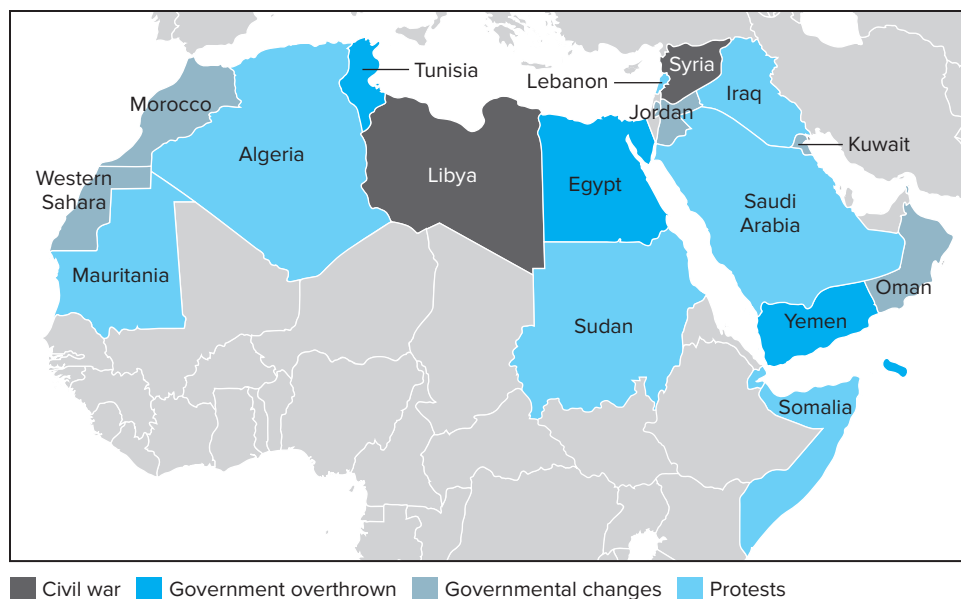 Tunisia
Lebanon
Syria
Morocco
Jordan
Iraq
Kuwait
Algeria
Western
Sahara
Libya
Egypt
Saudi
Arabia
Mauritania
Oman
Sudan
Yemen
Somalia
Civil war
Government overthrown
Governmental changes
Protests